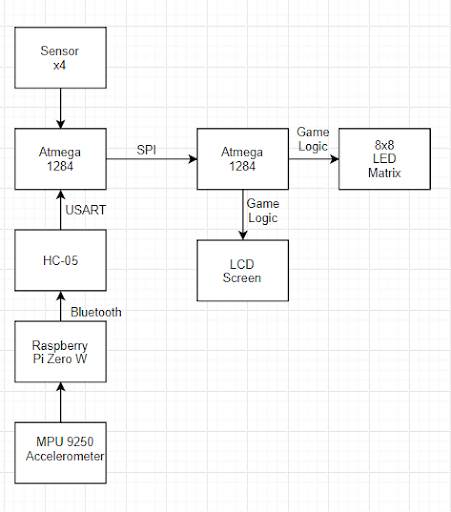 Sensor
x4
Atmega
1284
SPI
Atmega
1284
Game
Logic
8x8
LED
Matrix
USART
Game
Logic
HC-05
LCD
Screen
Bluetooth
Raspberry
Pi Zero W
MPU 9250
Accelerometer